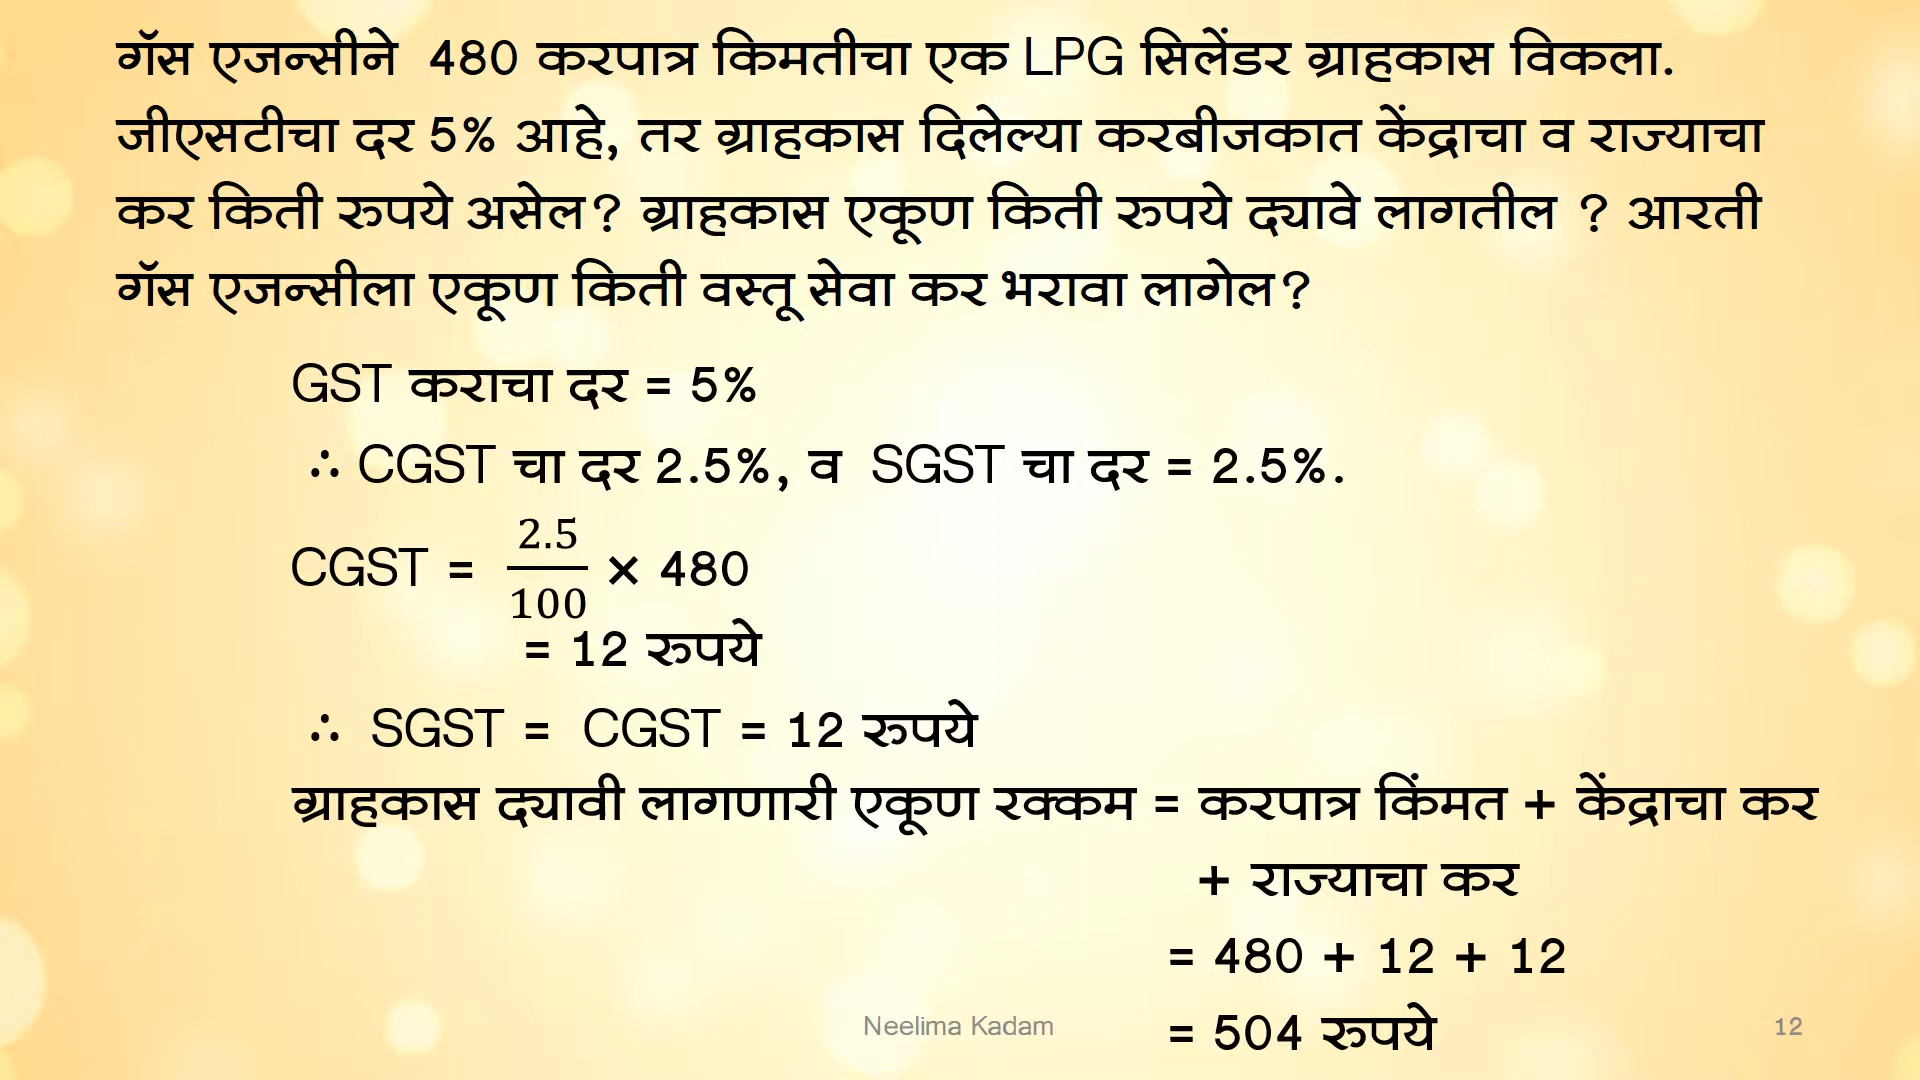 गॅस एजन्सीने 480 करपात्र किमतीचा एक LPG सिलेंडर ग्राहकास विकला.
जीएसटीचा दर 5% आहे, तर ग्राहकास दिलेल्या करबीजकात केंद्राचा व राज्याचा
कर किती रुपये असेल? ग्राहकास एकूण किती रुपये द्यावे लागतील ? आरती
गॅस एजन्सीला एकूण किती वस्तू सेवा कर भरावा लागेल?
GST कराचा दर = 5%
∴ CGST चा दर 2.5%, व SGST चा दर = 2.5%.
CGST = 2.5/100 × 480
= 12 रुपये
∴ SGST = CGST = 12 रुपये
ग्राहकास द्यावी लागणारी एकूण रक्कम = करपात्र किंमत + केंद्राचा कर
+ राज्याचा कर
= 480 + 12 + 12
= 504 रुपये
Neelima Kadam
12